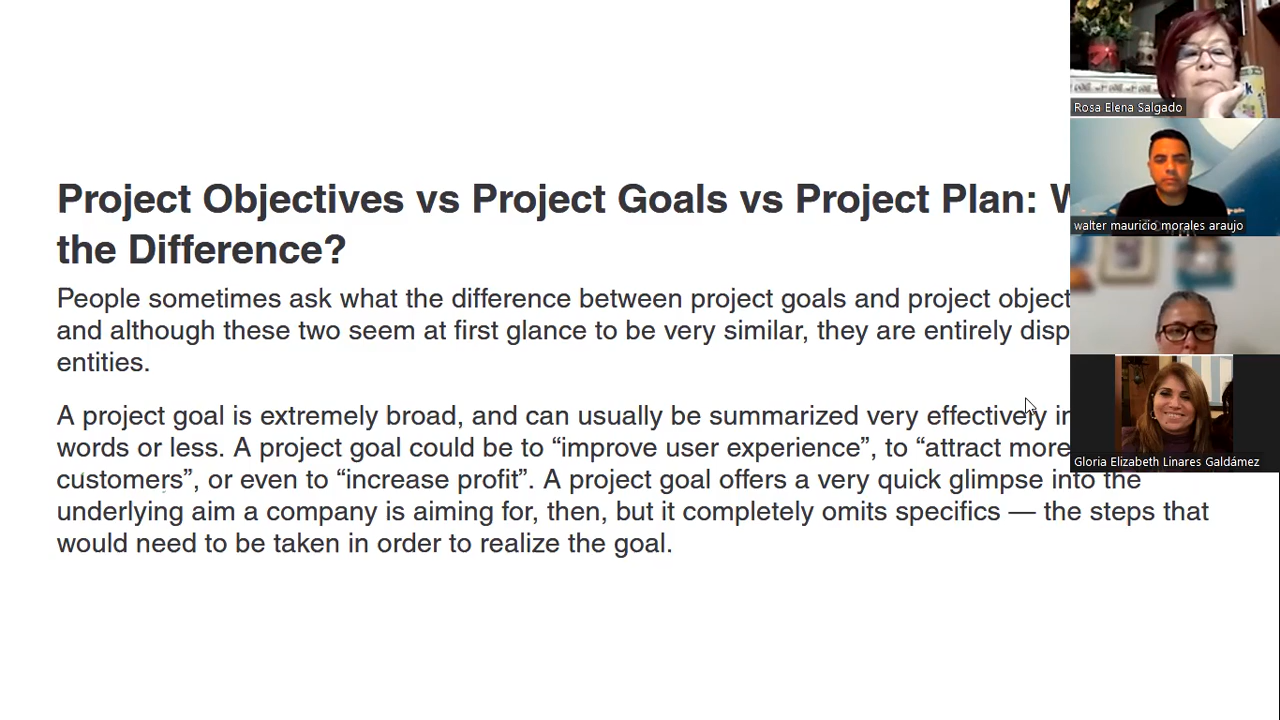 Project Objectives vs Project Goals vs Project Plan:
the Difference?
People sometimes ask what the difference between project goals and project object
and although these two seem at first glance to be very similar, they are entirely disp
entities.
A project goal is extremely broad, and can usually be summarized very effectively in
words or less. A project goal could be to “improve user experience”, to “attract more
customers”, or even to “increase profit”. A project goal offers a very quick glimpse into the
underlying aim a company is aiming for, then, but it completely omits specifics — the steps that
would need to be taken in order to realize the goal.
Rosa Elena Salgado
walter mauricio morales araujo
Gloria Elizabeth Linares Galdámez